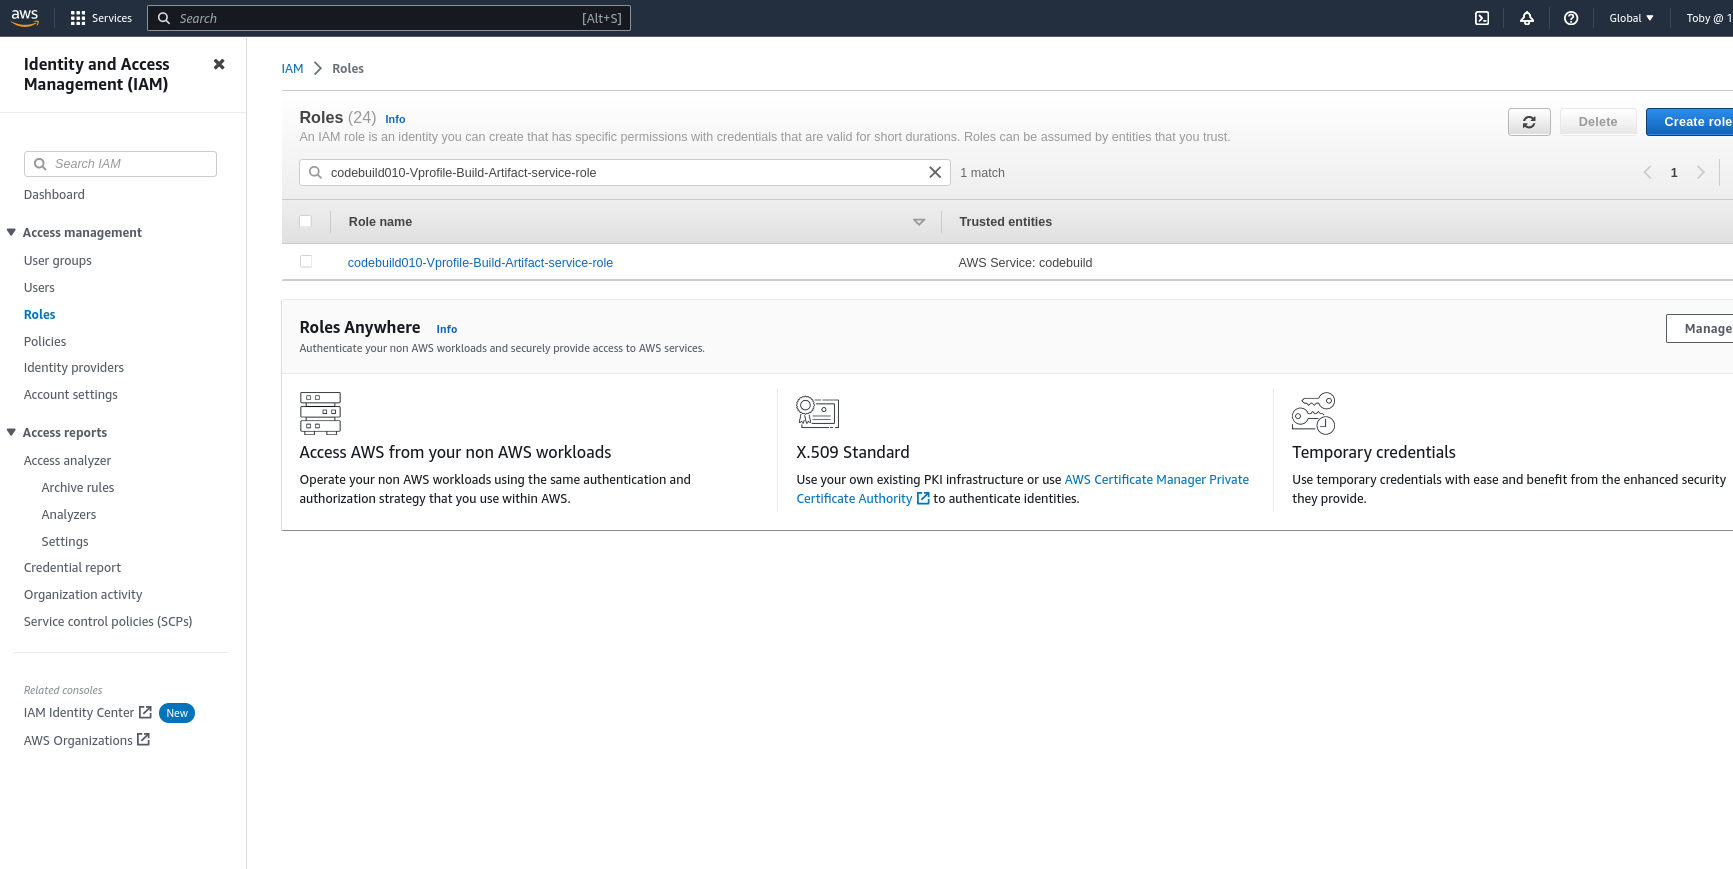 aws
Services
Search [Alt+S]
Global
Toby @ 1
Identity and Access
Management (IAM)
Search IAM
Dashboard
Access management
User groups
Users
Roles
Policies
Identity providers
Account settings
Access reports
Access analyzer
Archive rules
Analyzers
Settings
Credential report
Organization activity
Service control policies (SCPs)
Related consoles
IAM Identity Center New
AWS Organizations
IAM Roles
Roles (24) Info
An IAM role is an identity you can create that has specific permissions with credentials that are valid for short durations. Roles can be assumed by entities that you trust.
Delete
Create role
codebuild010-Vprofile-Build-Artifact-service-role
1 match
1
Role name
Trusted entities
codebuild010-Vprofile-Build-Artifact-service-role
AWS Service: codebuild
Roles Anywhere Info
Authenticate your non AWS workloads and securely provide access to AWS services.
Manage
Access AWS from your non AWS workloads
Operate your non AWS workloads using the same authentication and
authorization strategy that you use within AWS.
X.509 Standard
Use your own existing PKI infrastructure or use AWS Certificate Manager Private
Certificate Authority to authenticate identities.
Temporary credentials
Use temporary credentials with ease and benefit from the enhanced security
they provide.